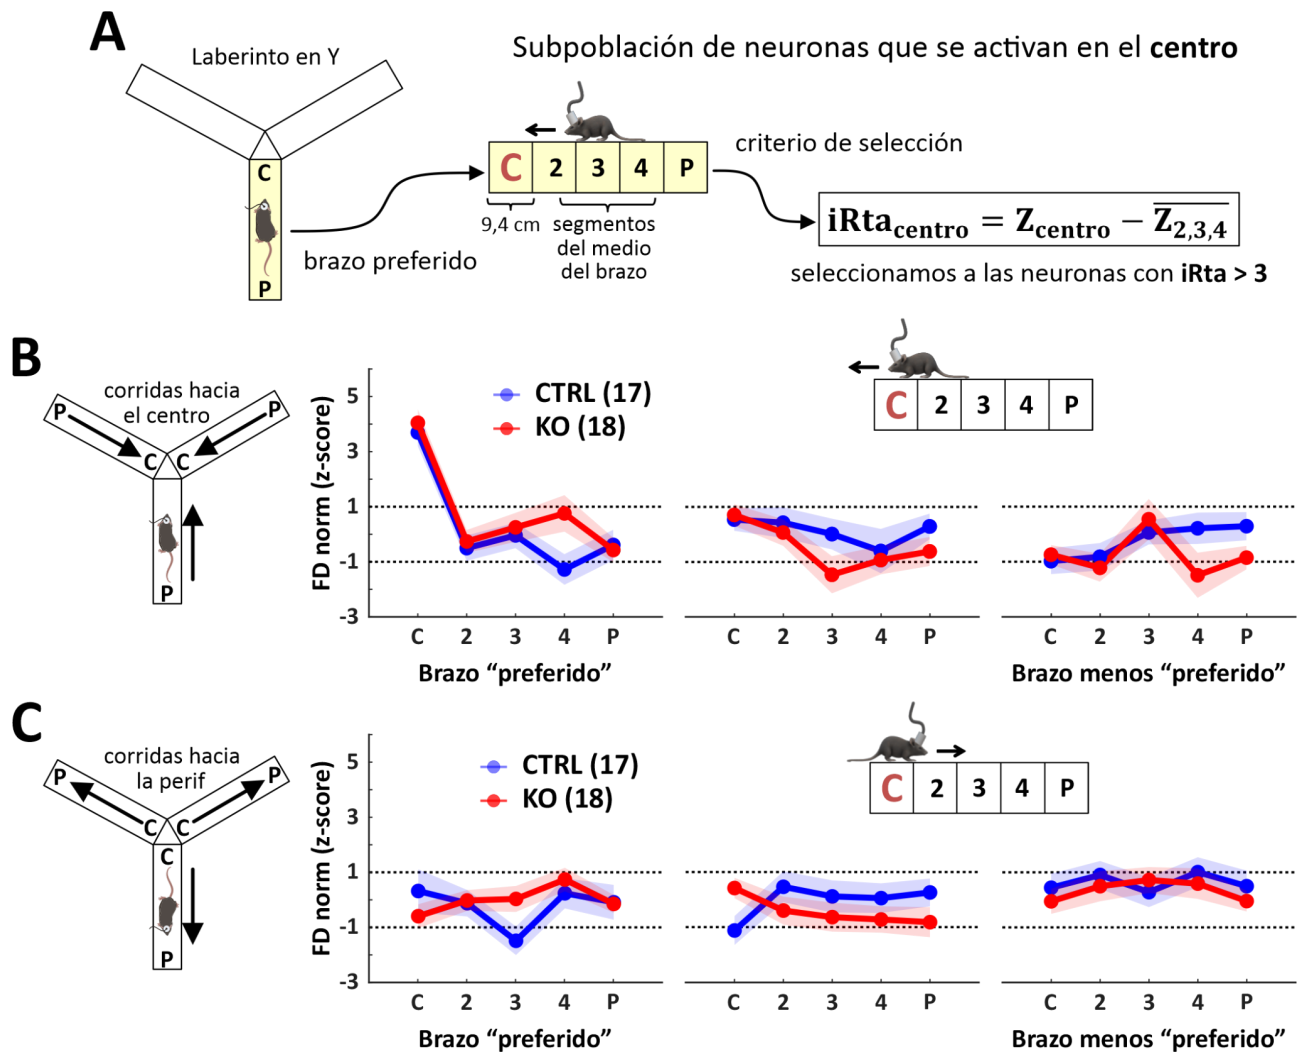 A
Laberinto en Y
Subpoblación de neuronas que se activan en el centro
C
P
brazo preferido
C 2 3 4 P
9,4 cm
segmentos
del medio
del brazo
criterio de selección
iRta_centro = Z_centro − Z_2,3,4
seleccionamos a las neuronas con iRta > 3
B
corridas hacia
el centro
P P
C C
P
FD norm (z-score)
5
3
1
-1
-3
CTRL (17)
KO (18)
C 2 3 4 P
C 2 3 4 P
C 2 3 4 P
C 2 3 4 P
Brazo “preferido”
Brazo menos “preferido”
C
corridas hacia
la perif
P P
C C
C
P
FD norm (z-score)
5
3
1
-1
-3
CTRL (17)
KO (18)
C 2 3 4 P
C 2 3 4 P
C 2 3 4 P
C 2 3 4 P
Brazo “preferido”
Brazo menos “preferido”